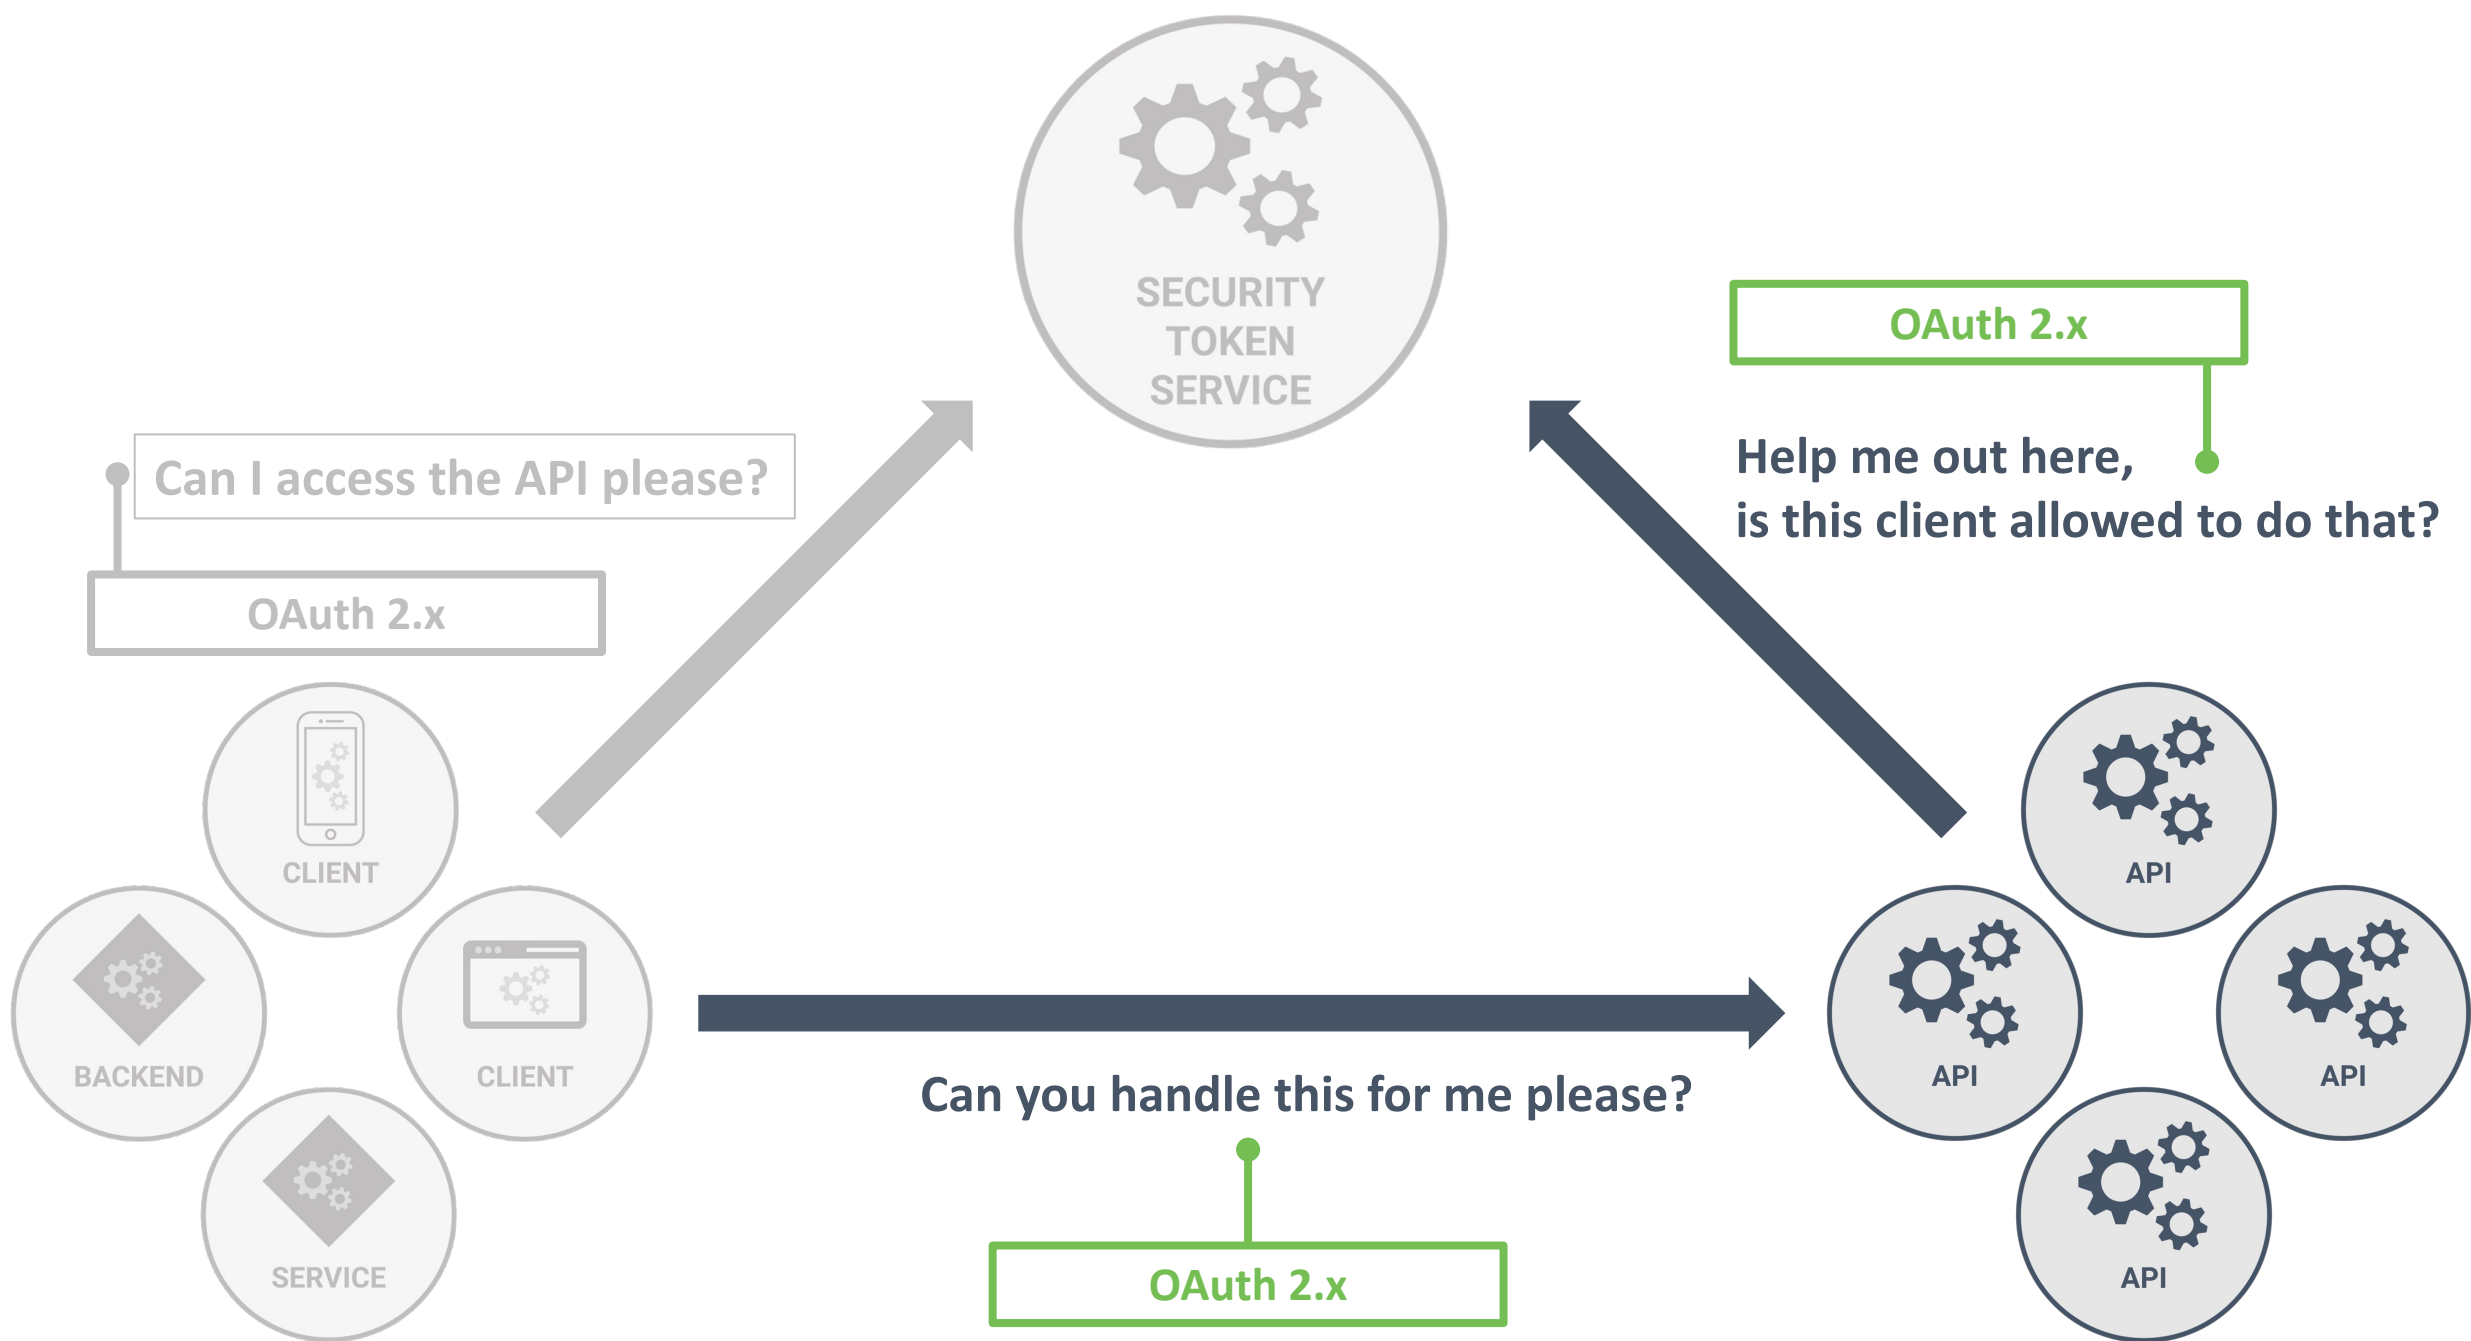 SECURITY
TOKEN
SERVICE
OAuth 2.x
Help me out here,
is this client allowed to do that?
Can I access the API please?
OAuth 2.x
CLIENT
BACKEND
CLIENT
SERVICE
Can you handle this for me please?
OAuth 2.x
API
API
API
API